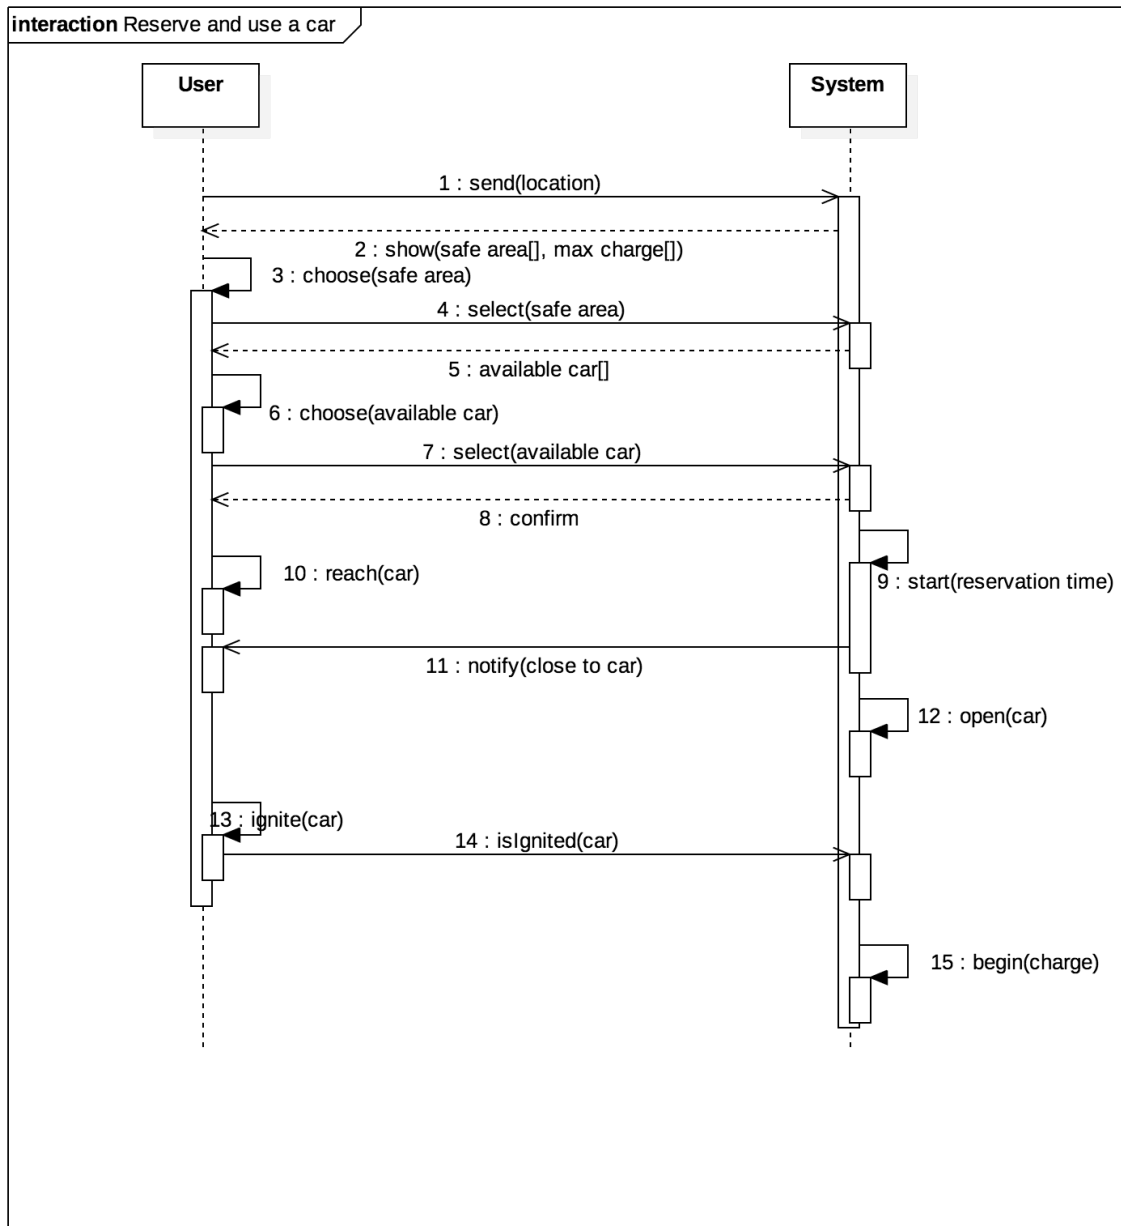 interaction Reserve and use a car
User
System
1 : send(location)
2 : show(safe area[], max charge[])
3 : choose(safe area)
4 : select(safe area)
5 : available car[]
6 : choose(available car)
7 : select(available car)
8 : confirm
9 : start(reservation time)
10 : reach(car)
11 : notify(close to car)
12 : open(car)
13 : ignite(car)
14 : isIgnited(car)
15 : begin(charge)